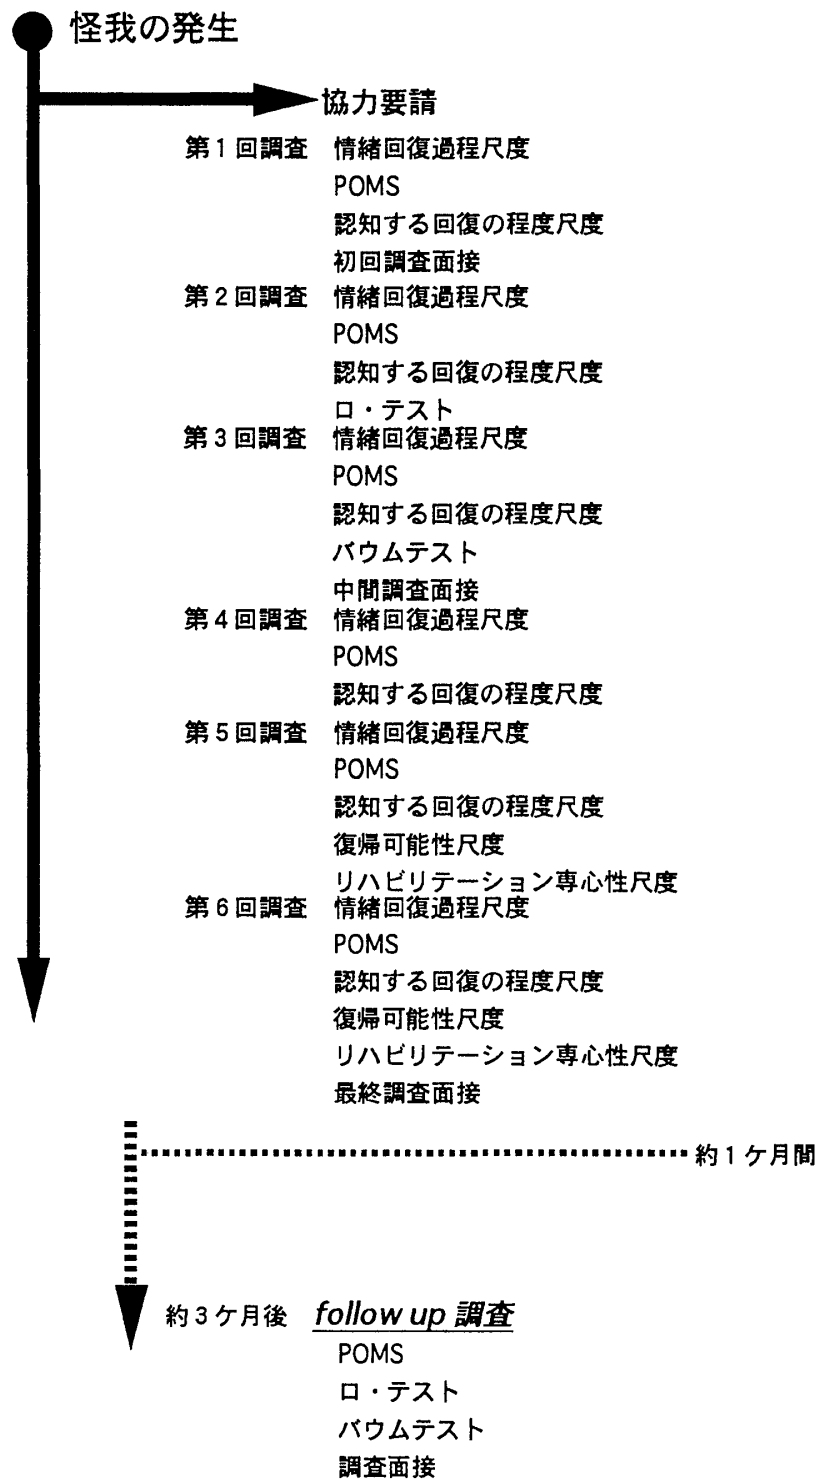 怪我の発生
協力要請
第1回調査 情緒回復過程尺度
POMS
認知する回復の程度尺度
初回調査面接
第2回調査 情緒回復過程尺度
POMS
認知する回復の程度尺度
ロ・テスト
第3回調査 情緒回復過程尺度
POMS
認知する回復の程度尺度
バウムテスト
中間調査面接
第4回調査 情緒回復過程尺度
POMS
認知する回復の程度尺度
第5回調査 情緒回復過程尺度
POMS
認知する回復の程度尺度
復帰可能性尺度
リハビリテーション専心性尺度
第6回調査 情緒回復過程尺度
POMS
認知する回復の程度尺度
復帰可能性尺度
リハビリテーション専心性尺度
最終調査面接
約1ケ月間
約3ケ月後 follow up 調査
POMS
ロ・テスト
バウムテスト
調査面接